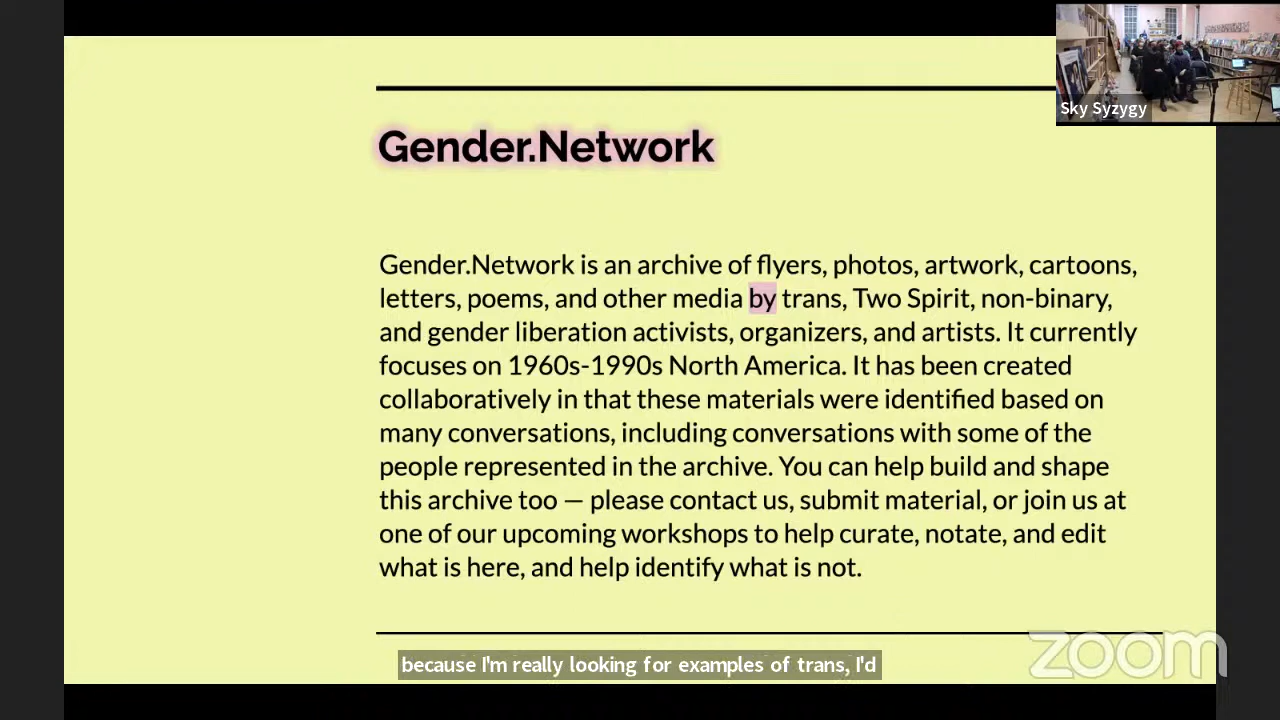 Sky Syzygy
Gender.Network
Gender.Network is an archive of flyers, photos, artwork, cartoons,
letters, poems, and other media by trans, Two Spirit, non-binary,
and gender liberation activists, organizers, and artists. It currently
focuses on 1960s-1990s North America. It has been created
collaboratively in that these materials were identified based on
many conversations, including conversations with some of the
people represented in the archive. You can help build and shape
this archive too — please contact us, submit material, or join us at
one of our upcoming workshops to help curate, notate, and edit
what is here, and help identify what is not.
because I'm really looking for examples of trans, I'd
zoom